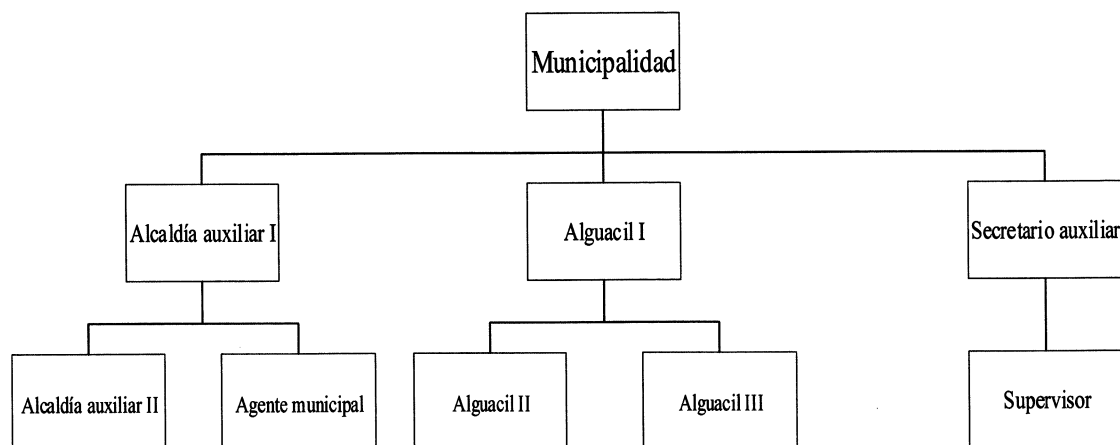 Municipalidad
Alcaldía auxiliar I
Alguacil I
Secretario auxiliar
Alcaldía auxiliar II
Agente municipal
Alguacil II
Alguacil III
Supervisor